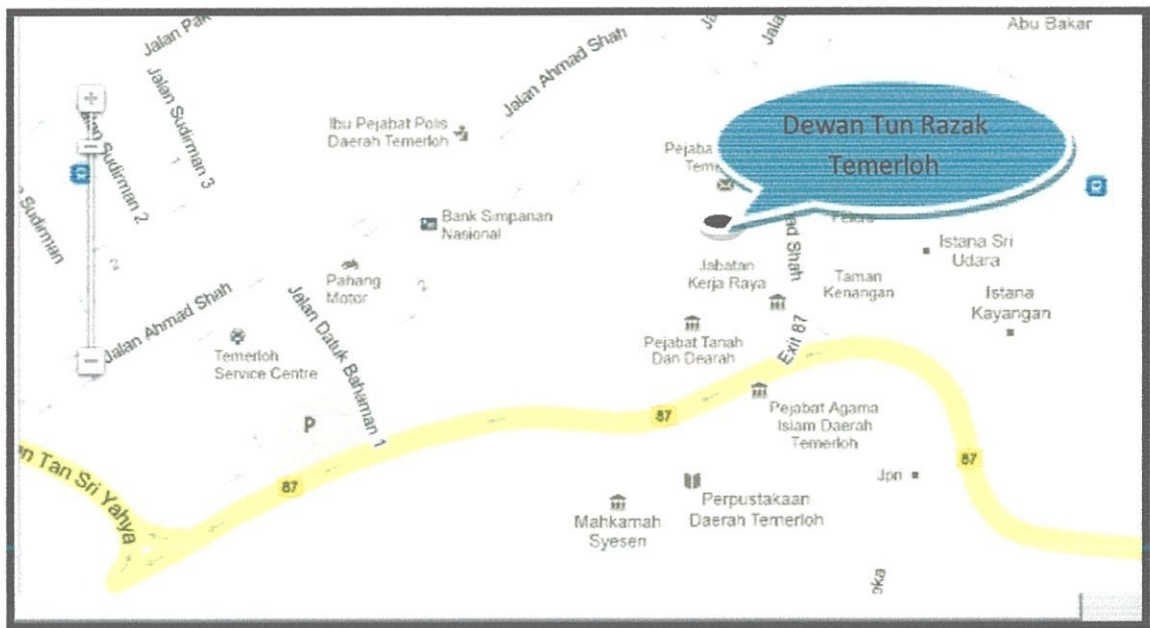 Jalan Pak
Abu Bakar
Jalan Ahmad Shah
Jalan Sudirman 3
Ibu Pejabat Polis
Daerah Temerloh
Dewan Tun Razak
Temerloh
Sudirman 2
Sudirman
Bank Simpanan
Nasional
Istana Sri
Udara
Jabatan
Kerja Raya
Taman
Kenangan
Istana
Kayangan
Pahang
Motor
2
2
Jalan Ahmad Shah
Jalan Datuk Bahaman 1
Temerloh
Service Centre
Pejabat Tanah
Dan Dearah
Exit 87
Pejabat Agama
Islam Daerah
Temerloh
P
87
87
87
Jpn
Tan Sri Yahya
Perpustakaan
Daerah Temerloh
Mahkamah
Syesen